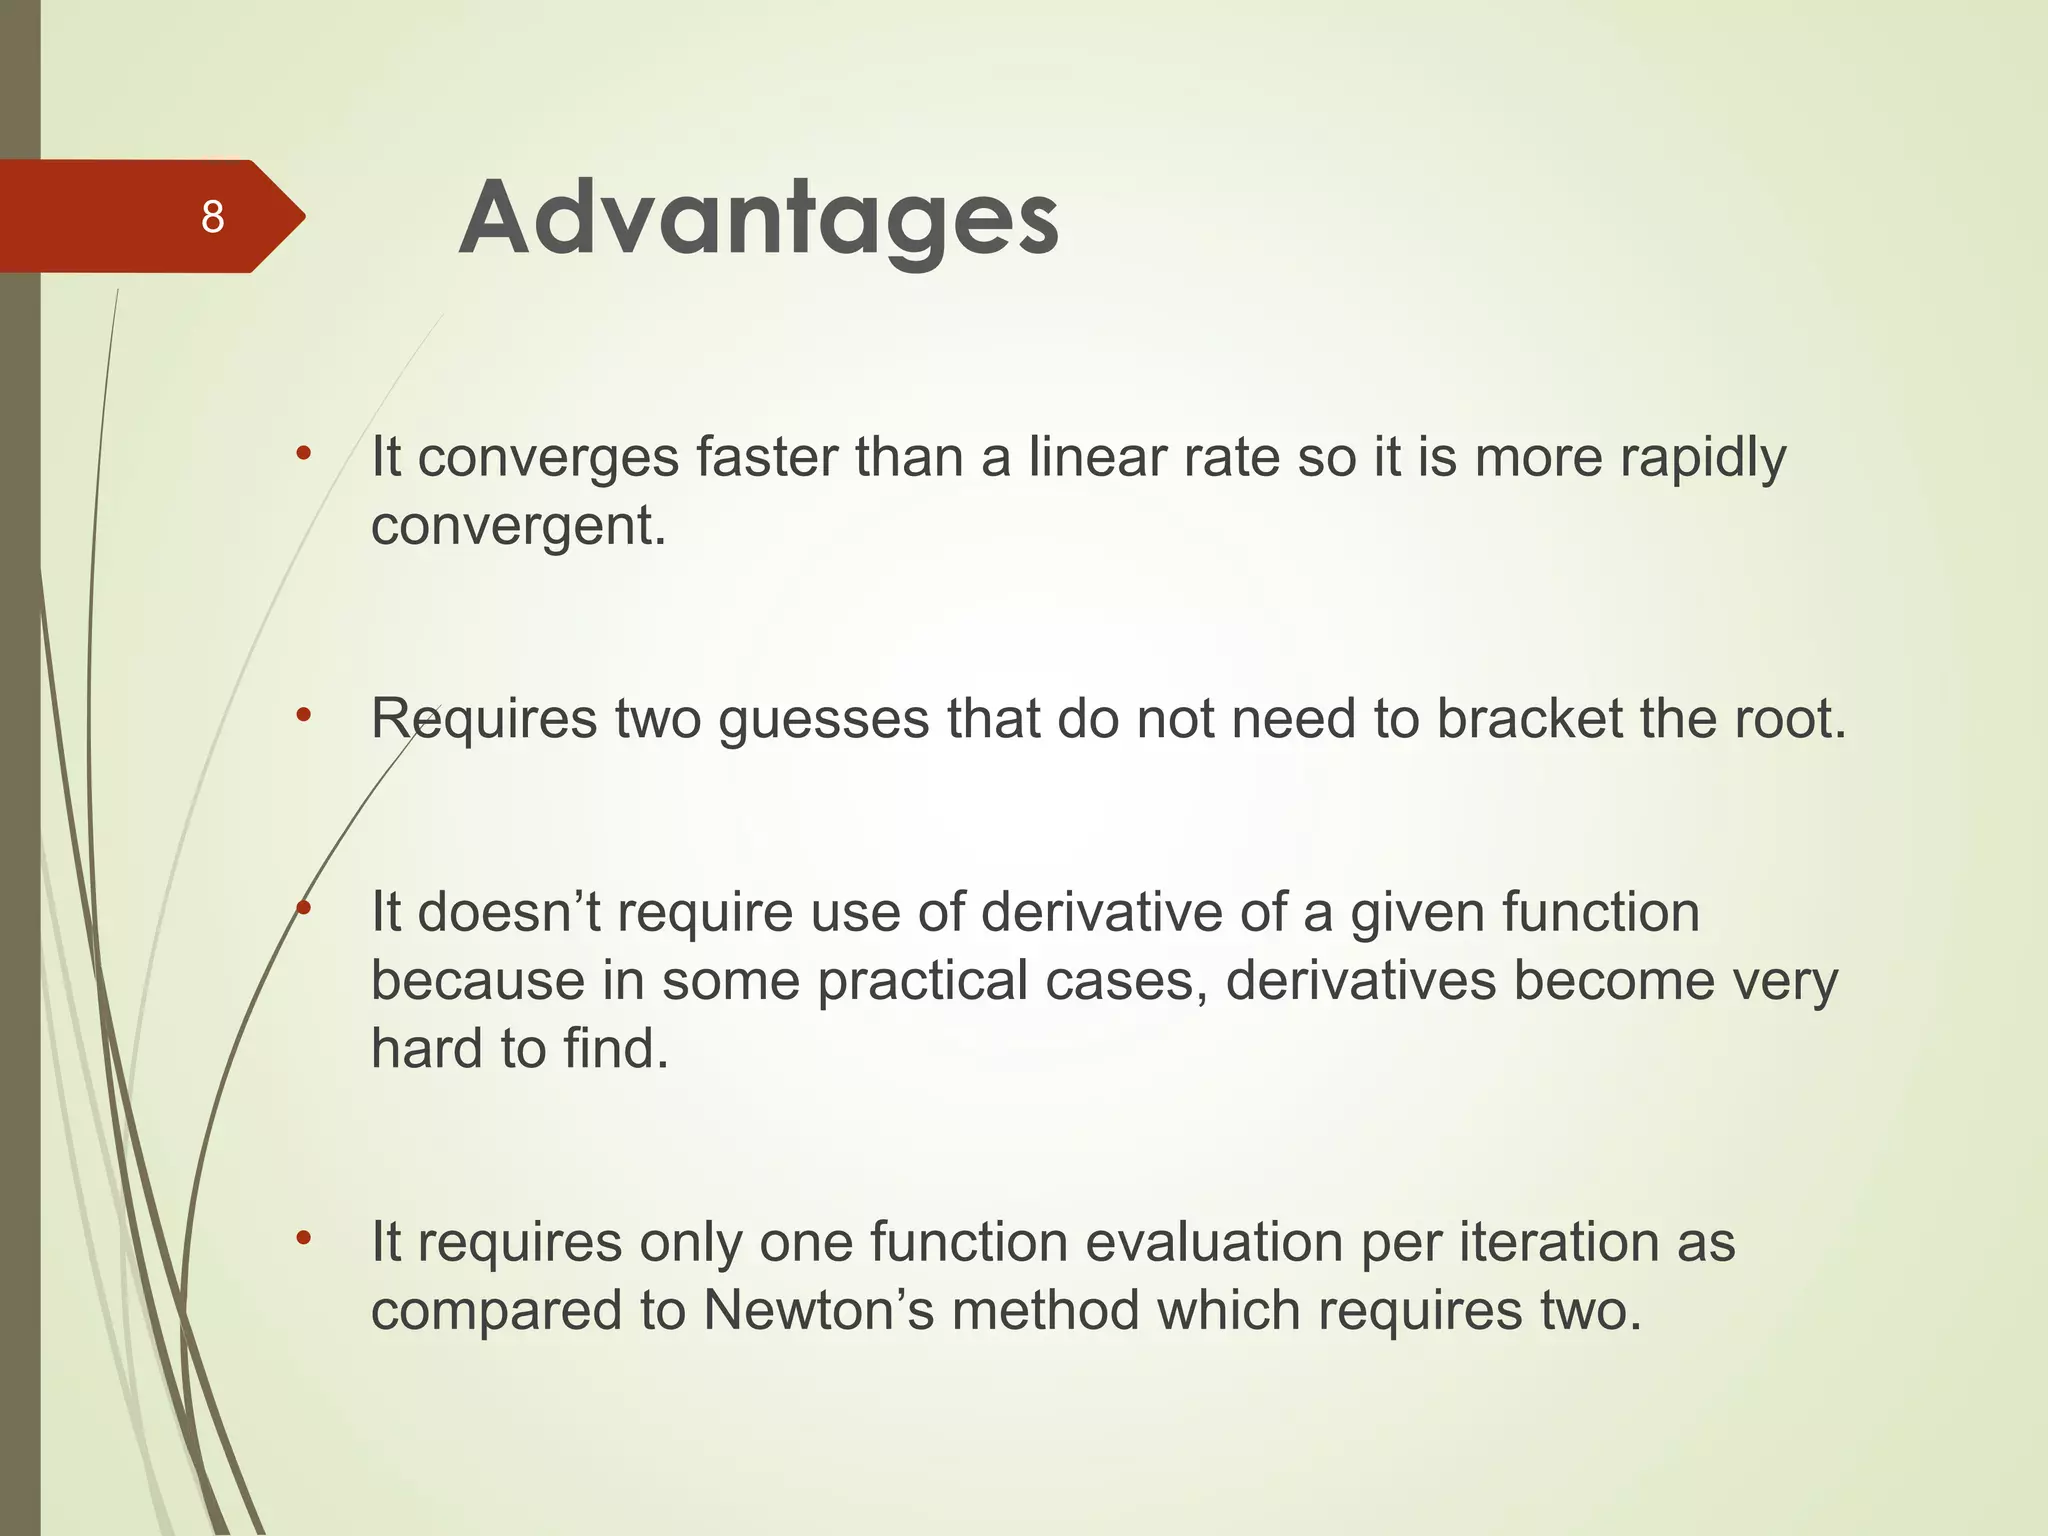 8
Advantages
• It converges faster than a linear rate so it is more rapidly
convergent.
• Requires two guesses that do not need to bracket the root.
• It doesn’t require use of derivative of a given function
because in some practical cases, derivatives become very
hard to find.
• It requires only one function evaluation per iteration as
compared to Newton’s method which requires two.